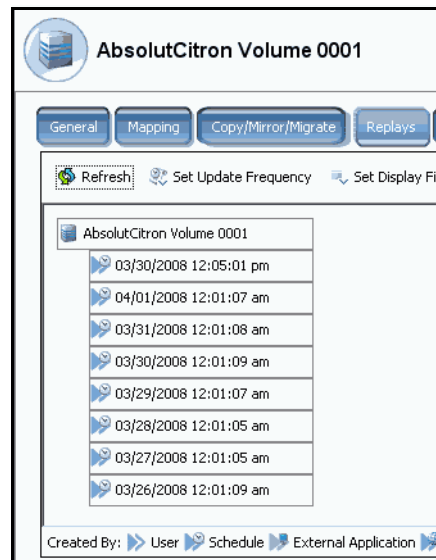 AbsolutCitron Volume 0001
General Mapping Copy/Mirror/Migrate Replays
Refresh Set Update Frequency Set Display Fi
AbsolutCitron Volume 0001
03/30/2008 12:05:01 pm
04/01/2008 12:01:07 am
03/31/2008 12:01:08 am
03/30/2008 12:01:09 am
03/29/2008 12:01:07 am
03/28/2008 12:01:05 am
03/27/2008 12:01:05 am
03/26/2008 12:01:09 am
Created By: User Schedule External Application